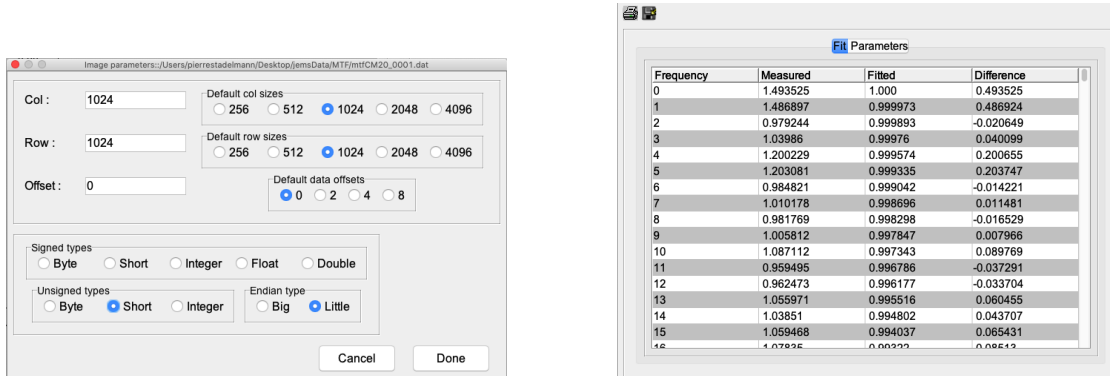 Image parameters::/Users/pierrestadelmann/Desktop/jemsData/MTF/mtfCM20_0001.dat
Col : 1024
Default col sizes
256 512 1024 2048 4096
Row : 1024
Default row sizes
256 512 1024 2048 4096
Offset : 0
Default data offsets
0 2 4 8
Signed types
Byte Short Integer Float Double
Unsigned types
Byte Short Integer
Endian type
Big Little
Cancel Done
Fit Parameters
Frequency Measured Fitted Difference
0 1.493525 1.000 0.493525
1 1.486897 0.999973 0.486924
2 0.979244 0.999893 -0.020649
3 1.03986 0.99976 0.040099
4 1.200229 0.999574 0.200655
5 1.203081 0.999335 0.203747
6 0.984821 0.999042 -0.014221
7 1.010178 0.998696 0.011481
8 0.981769 0.998298 -0.016529
9 1.005812 0.997847 0.007966
10 1.087112 0.997343 0.089769
11 0.959495 0.996786 -0.037291
12 0.962473 0.996177 -0.033704
13 1.055971 0.995516 0.060455
14 1.03851 0.994802 0.043707
15 1.059468 0.994037 0.065431
16 1.07835 0.99322 0.08513